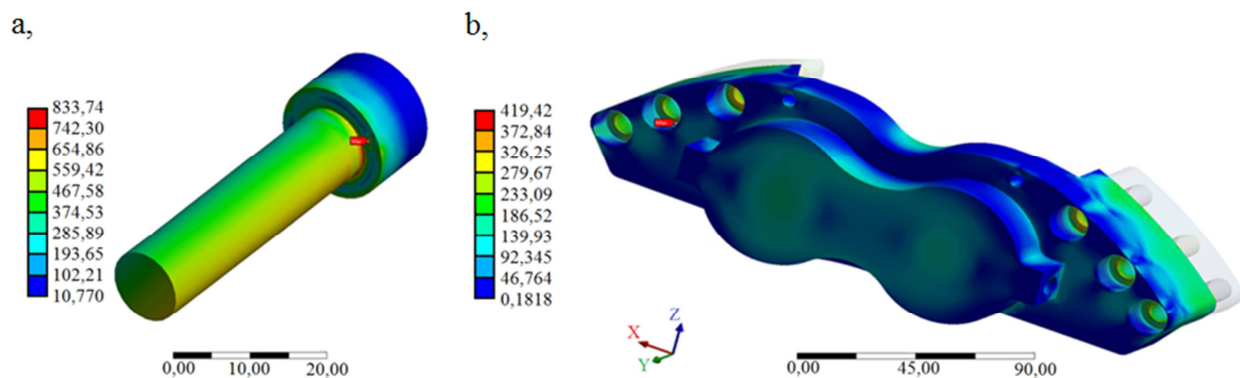 a,
833,74
742,30
654,86
559,42
467,58
374,53
285,89
193,65
102,21
10,770
0,00 10,00 20,00
b,
419,42
372,84
326,25
279,67
233,09
186,52
139,93
92,345
46,764
0,1818
X
Y
Z
0,00 45,00 90,00